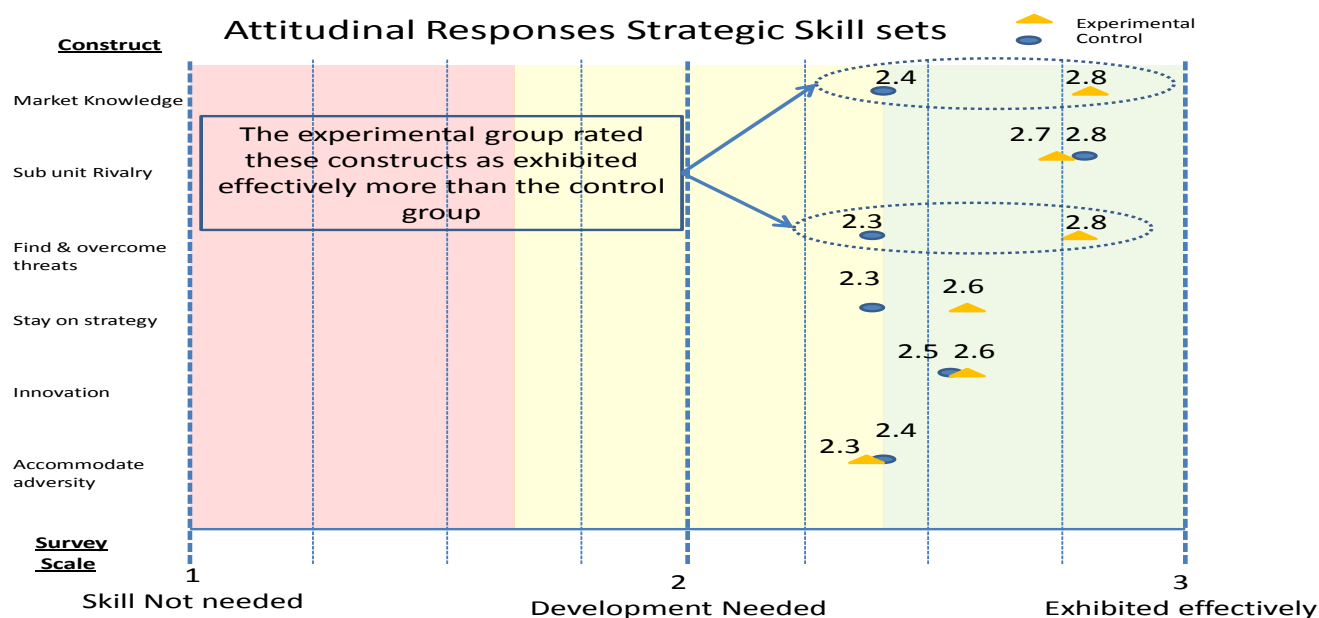 Attitudinal Responses Strategic Skill sets
Experimental
Control
Construct
Market Knowledge
2.4 2.8
The experimental group rated
these constructs as exhibited
effectively more than the control
group
Sub unit Rivalry
2.7 2.8
Find & overcome
threats
2.3 2.8
Stay on strategy
2.3 2.6
Innovation
2.5 2.6
Accommodate
adversity
2.3 2.4
Survey
Scale
1 2 3
Skill Not needed
Development Needed
Exhibited effectively